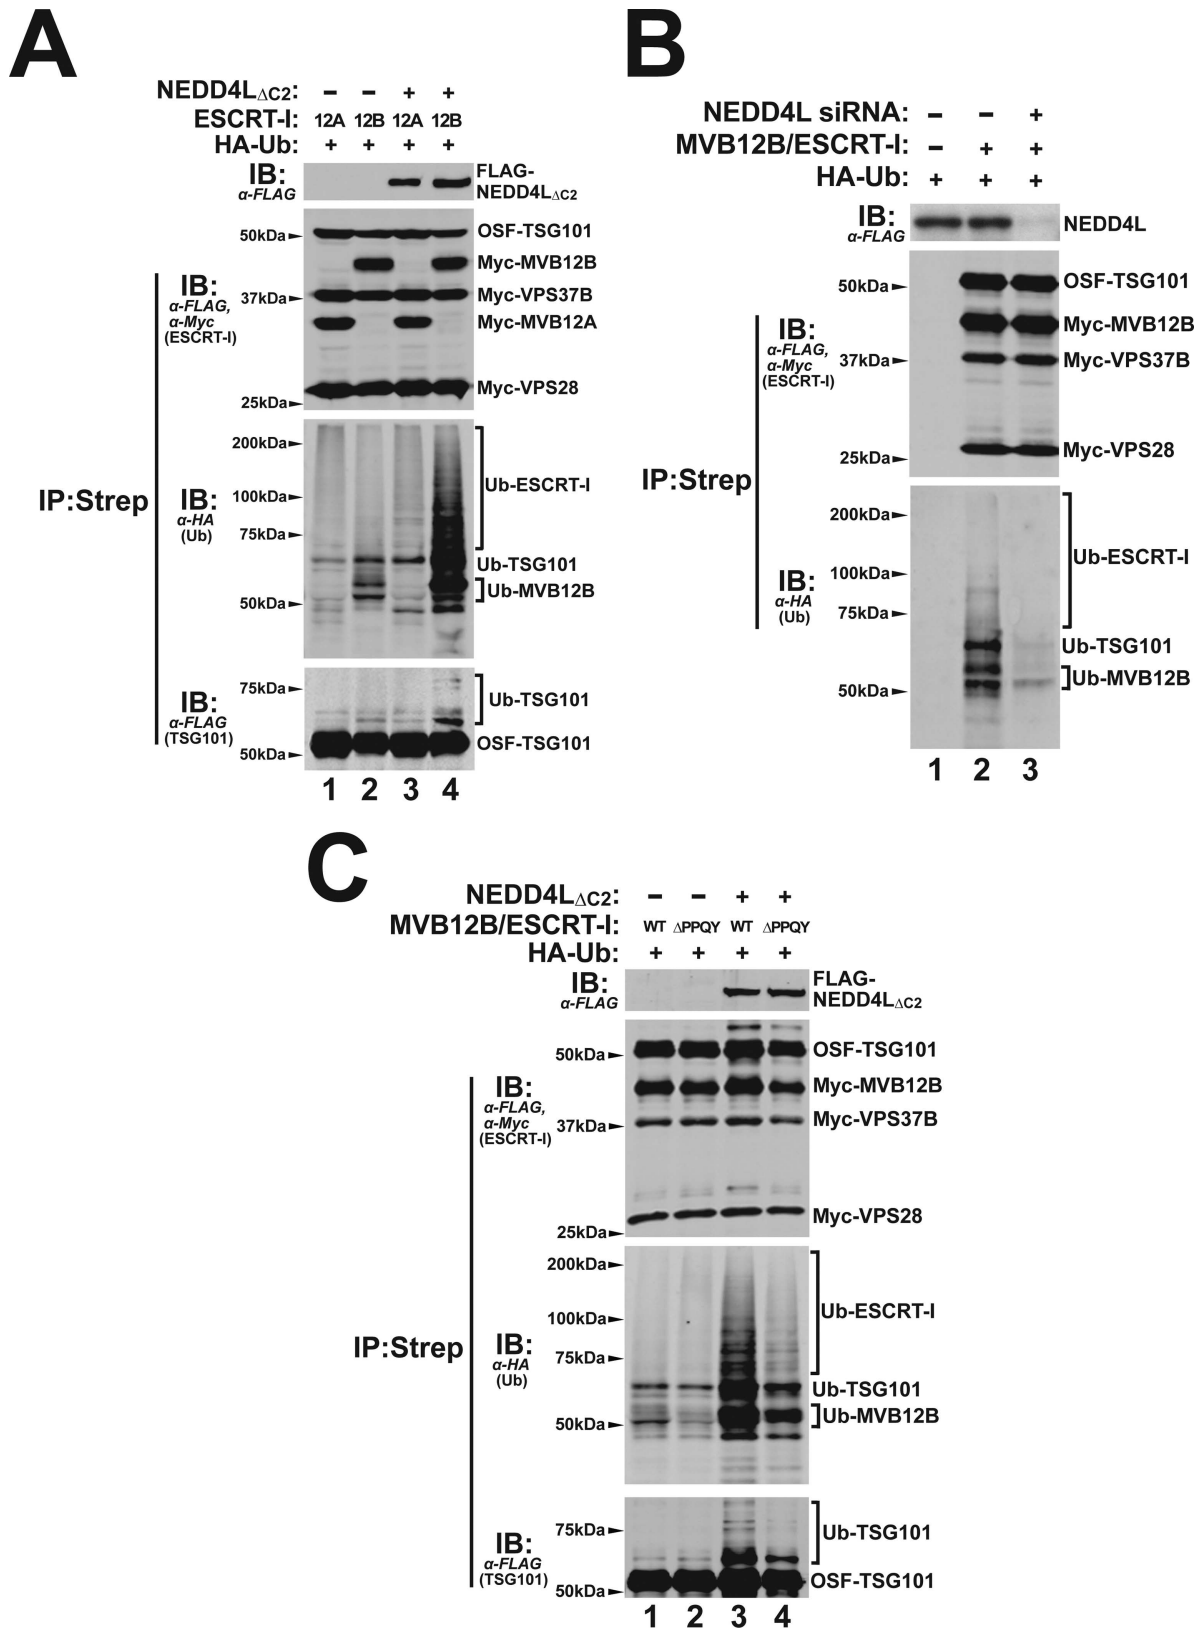 A
NEDD4LΔC2: – – + +
ESCRT-I: 12A 12B 12A 12B
HA-Ub: + + + +
IB:
α-FLAG
FLAG-
NEDD4LΔC2
50kDa
OSF-TSG101
Myc-MVB12B
IB:
α-FLAG,
α-Myc
(ESCRT-I)
37kDa
Myc-VPS37B
Myc-MVB12A
Myc-VPS28
25kDa
200kDa
Ub-ESCRT-I
IP:Strep
IB:
α-HA
(Ub)
100kDa
75kDa
Ub-TSG101
Ub-MVB12B
50kDa
75kDa
Ub-TSG101
IB:
α-FLAG
(TSG101)
OSF-TSG101
50kDa
1 2 3 4
B
NEDD4L siRNA: – – +
MVB12B/ESCRT-I: – + +
HA-Ub: + + +
IB:
α-FLAG
NEDD4L
50kDa
OSF-TSG101
IB:
α-FLAG,
α-Myc
(ESCRT-I)
Myc-MVB12B
37kDa
Myc-VPS37B
Myc-VPS28
25kDa
IP:Strep
200kDa
Ub-ESCRT-I
100kDa
IB:
α-HA
(Ub)
75kDa
Ub-TSG101
Ub-MVB12B
50kDa
1 2 3
C
NEDD4LΔC2: – – + +
MVB12B/ESCRT-I: WT ΔPPQY WT ΔPPQY
HA-Ub: + + + +
IB:
α-FLAG
FLAG-
NEDD4LΔC2
50kDa
OSF-TSG101
IB:
α-FLAG,
α-Myc
(ESCRT-I)
Myc-MVB12B
37kDa
Myc-VPS37B
Myc-VPS28
25kDa
200kDa
Ub-ESCRT-I
100kDa
IP:Strep
IB:
α-HA
(Ub)
75kDa
Ub-TSG101
Ub-MVB12B
50kDa
75kDa
Ub-TSG101
IB:
α-FLAG
(TSG101)
OSF-TSG101
50kDa
1 2 3 4